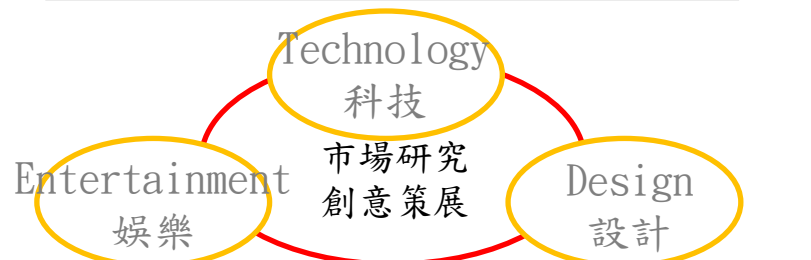 Technology
科技
市場研究
創意策展
Entertainment
娛樂
Design
設計